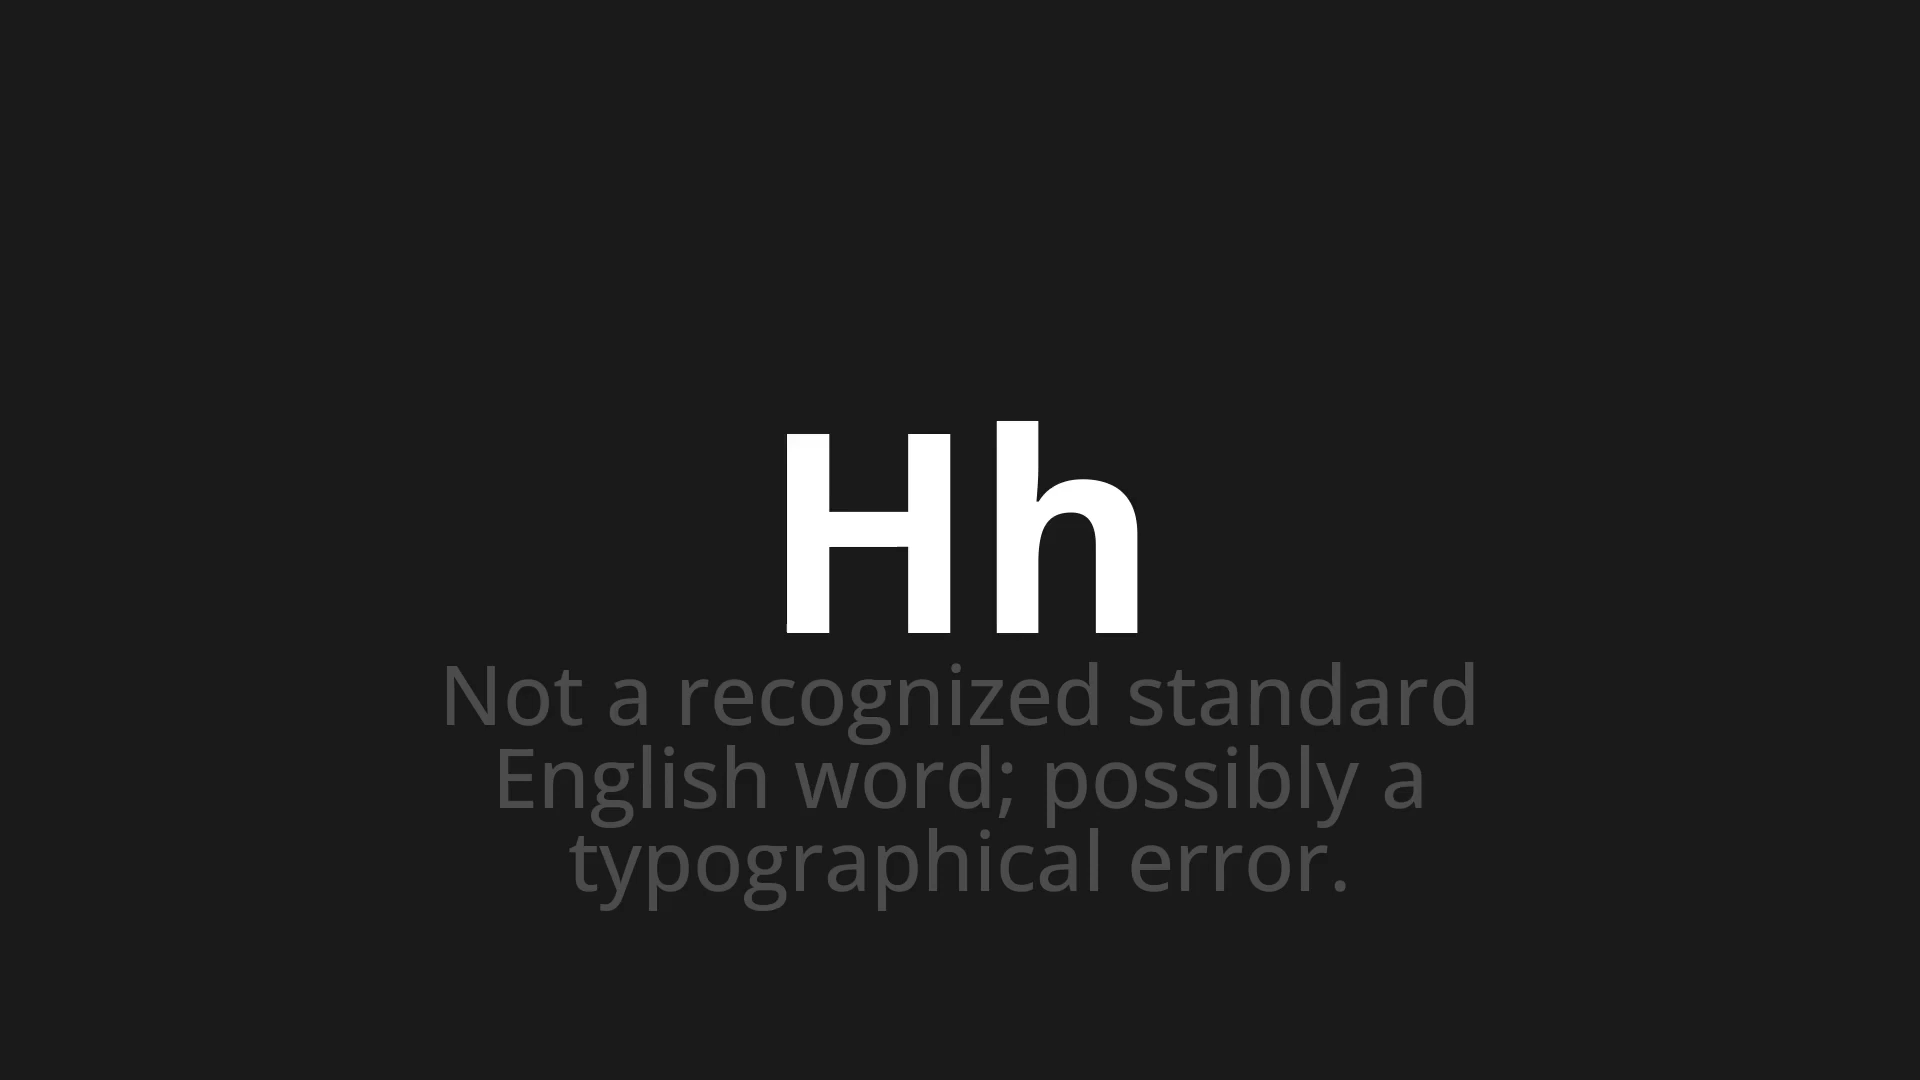 Hh
Not a recognized standard
English word; possibly a
typographical error.